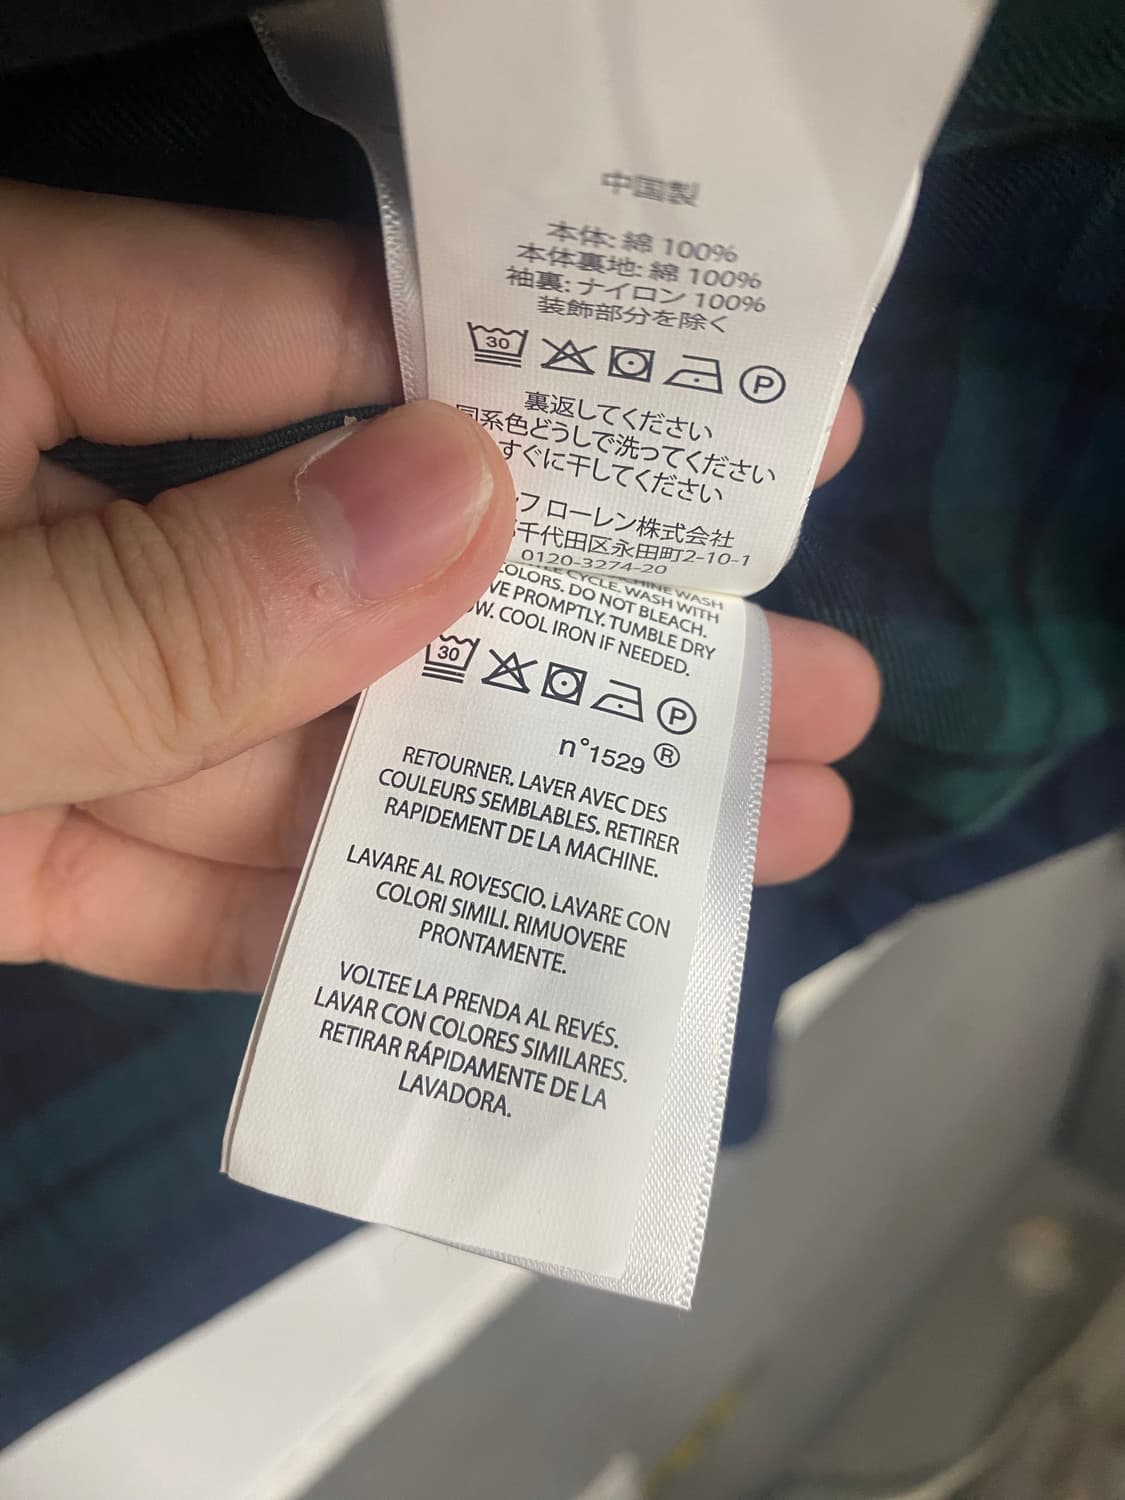 中国製
本体: 綿 100%
本体裏地: 綿 100%
袖裏: ナイロン 100%
装飾部分を除く
30
P
裏返してください
同系色どうしで洗ってください
すぐに干してください
フ ローレン株式会社
千代田区永田町2-10-1
0120-3274-20
WASH
CYCLE. WASH WITH
COLORS. DO NOT BLEACH.
PROMPTLY. TUMBLE DRY
COOL IRON IF NEEDED.
30
P
n°1529 ®
RETOURNER. LAVER AVEC DES
COULEURS SEMBLABLES. RETIRER
RAPIDEMENT DE LA MACHINE.
LAVARE AL ROVESCIO. LAVARE CON
COLORI SIMILI. RIMUOVERE
PRONTAMENTE.
VOLTEE LA PRENDA AL REVÉS.
LAVAR CON COLORES SIMILARES.
RETIRAR RÁPIDAMENTE DE LA
LAVADORA.